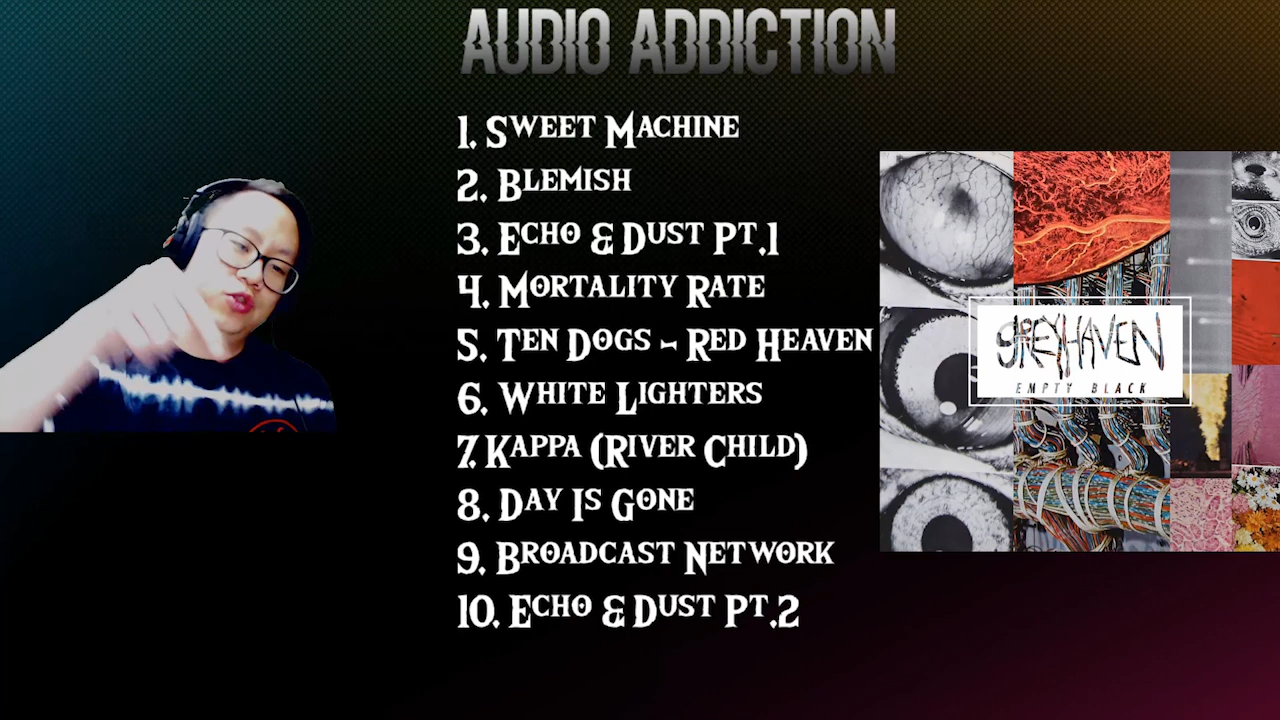 AUDIO ADDICTION
1. Sweet Machine
2. Blemish
3. Echo & Dust Pt.1
4. Mortality Rate
5. Ten Dogs - Red Heaven
6. White Lighters
7. Kappa (River Child)
8. Day Is Gone
9. Broadcast Network
10. Echo & Dust Pt.2
GREYHAVEN
EMPTY BLACK